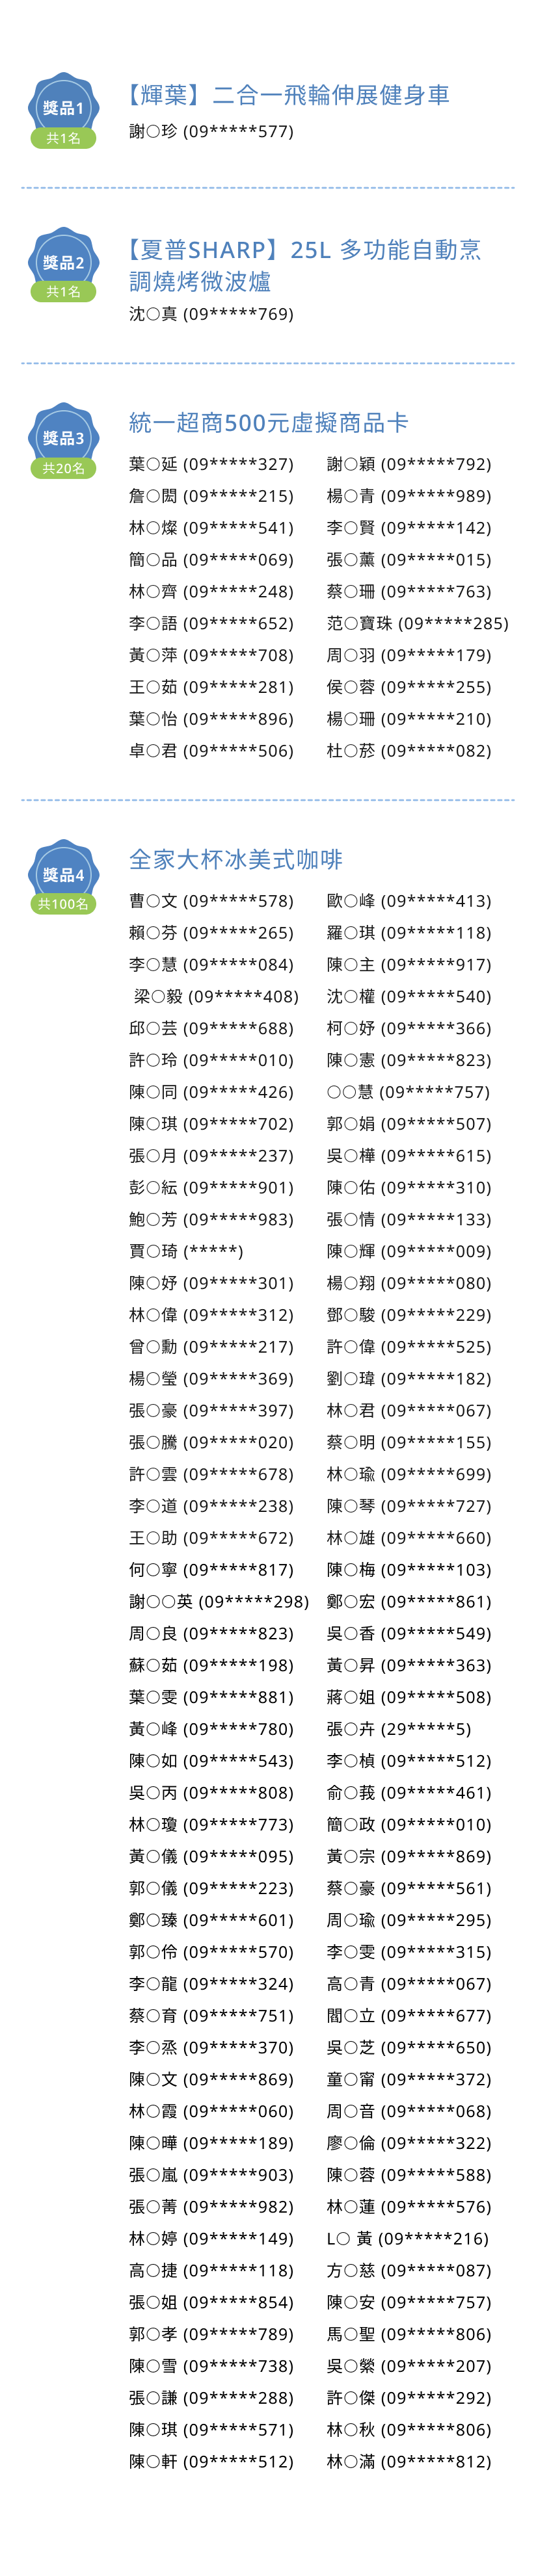 獎品1
共1名
【輝葉】二合一飛輪伸展健身車
謝○珍 (09*****577)
獎品2
共1名
【夏普SHARP】25L 多功能自動烹
調燒烤微波爐
沈○真 (09*****769)
獎品3
共20名
統一超商500元虛擬商品卡
葉○延 (09*****327) 謝○穎 (09*****792)
詹○閎 (09*****215) 楊○青 (09*****989)
林○燦 (09*****541) 李○賢 (09*****142)
簡○品 (09*****069) 張○薰 (09*****015)
林○齊 (09*****248) 蔡○珊 (09*****763)
李○語 (09*****652) 范○寶珠 (09*****285)
黃○萍 (09*****708) 周○羽 (09*****179)
王○茹 (09*****281) 侯○蓉 (09*****255)
葉○怡 (09*****896) 楊○珊 (09*****210)
卓○君 (09*****506) 杜○菸 (09*****082)
獎品4
共100名
全家大杯冰美式咖啡
曹○文 (09*****578) 歐○峰 (09*****413)
賴○芬 (09*****265) 羅○琪 (09*****118)
李○慧 (09*****084) 陳○主 (09*****917)
梁○毅 (09*****408) 沈○權 (09*****540)
邱○芸 (09*****688) 柯○妤 (09*****366)
許○玲 (09*****010) 陳○憲 (09*****823)
陳○同 (09*****426) ○○慧 (09*****757)
陳○琪 (09*****702) 郭○娟 (09*****507)
張○月 (09*****237) 吳○樺 (09*****615)
彭○紜 (09*****901) 陳○佑 (09*****310)
鮑○芳 (09*****983) 張○情 (09*****133)
賈○琦 (*****) 陳○輝 (09*****009)
陳○妤 (09*****301) 楊○翔 (09*****080)
林○偉 (09*****312) 鄧○駿 (09*****229)
曾○勳 (09*****217) 許○偉 (09*****525)
楊○瑩 (09*****369) 劉○瑋 (09*****182)
張○豪 (09*****397) 林○君 (09*****067)
張○騰 (09*****020) 蔡○明 (09*****155)
許○雲 (09*****678) 林○瑜 (09*****699)
李○道 (09*****238) 陳○琴 (09*****727)
王○助 (09*****672) 林○雄 (09*****660)
何○寧 (09*****817) 陳○梅 (09*****103)
謝○○英 (09*****298) 鄭○宏 (09*****861)
周○良 (09*****823) 吳○香 (09*****549)
蘇○茹 (09*****198) 黃○昇 (09*****363)
葉○雯 (09*****881) 蔣○姐 (09*****508)
黃○峰 (09*****780) 張○卉 (29*****5)
陳○如 (09*****543) 李○楨 (09*****512)
吳○丙 (09*****808) 俞○莪 (09*****461)
林○瓊 (09*****773) 簡○政 (09*****010)
黃○儀 (09*****095) 黃○宗 (09*****869)
郭○儀 (09*****223) 蔡○豪 (09*****561)
鄭○臻 (09*****601) 周○瑜 (09*****295)
郭○伶 (09*****570) 李○雯 (09*****315)
李○龍 (09*****324) 高○青 (09*****067)
蔡○育 (09*****751) 閻○立 (09*****677)
李○烝 (09*****370) 吳○芝 (09*****650)
陳○文 (09*****869) 童○甯 (09*****372)
林○霞 (09*****060) 周○音 (09*****068)
陳○曄 (09*****189) 廖○倫 (09*****322)
張○嵐 (09*****903) 陳○蓉 (09*****588)
張○菁 (09*****982) 林○蓮 (09*****576)
林○婷 (09*****149) L○ 黃 (09*****216)
高○捷 (09*****118) 方○慈 (09*****087)
張○姐 (09*****854) 陳○安 (09*****757)
郭○孝 (09*****789) 馬○聖 (09*****806)
陳○雪 (09*****738) 吳○縈 (09*****207)
張○謙 (09*****288) 許○傑 (09*****292)
陳○琪 (09*****571) 林○秋 (09*****806)
陳○軒 (09*****512) 林○滿 (09*****812)